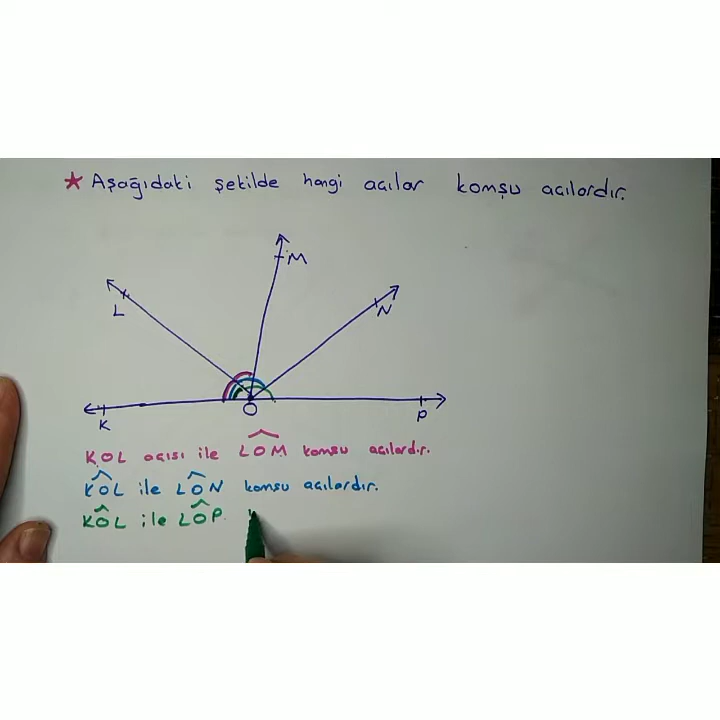 ★ Aşağıdaki şekilde hangi açılar komşu açılardır.
M
L
N
K
O
P
KOL açısı ile LOM komşu açılardır.
KOL ile LON komşu açılardır.
KOL ile LOP